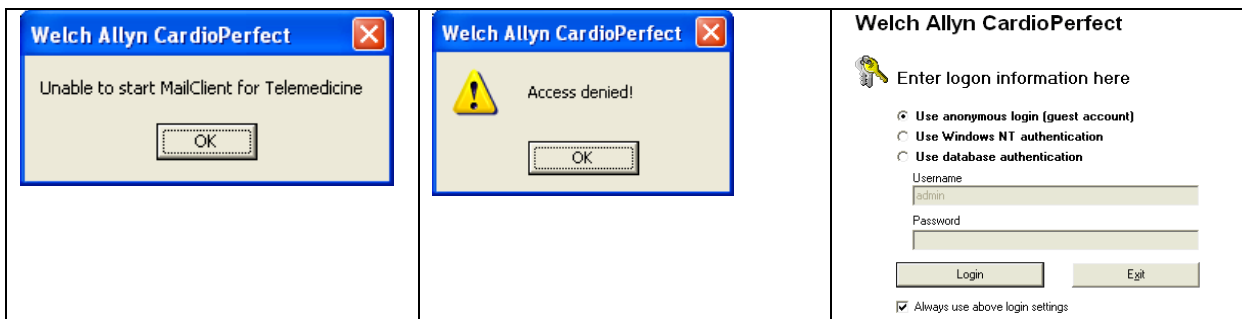 Welch Allyn CardioPerfect
Unable to start MailClient for Telemedicine
OK
Welch Allyn CardioPerfect
Access denied!
OK
Welch Allyn CardioPerfect
Enter logon information here
Use anonymous login (guest account)
Use Windows NT authentication
Use database authentication
Username
admin
Password
Login
Exit
Always use above login settings